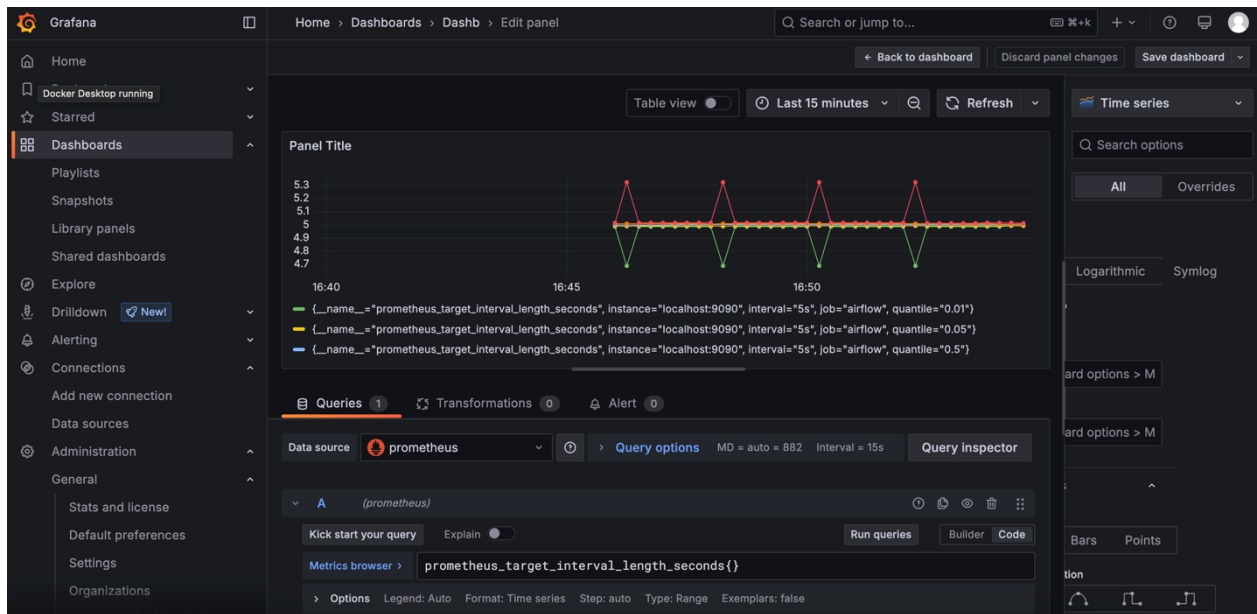 Grafana
Home › Dashboards › Dashb › Edit panel
Search or jump to...
⌘+k
Home
Docker Desktop running
Starred
Dashboards
Playlists
Snapshots
Library panels
Shared dashboards
Explore
Drilldown New!
Alerting
Connections
Add new connection
Data sources
Administration
General
Stats and license
Default preferences
Settings
Organizations
← Back to dashboard
Discard panel changes
Save dashboard
Table view
Last 15 minutes
Refresh
Panel Title
5.3
5.2
5.1
5
4.9
4.8
4.7
16:40 16:45 16:50
{__name__="prometheus_target_interval_length_seconds", instance="localhost:9090", interval="5s", job="airflow", quantile="0.01"}
{__name__="prometheus_target_interval_length_seconds", instance="localhost:9090", interval="5s", job="airflow", quantile="0.05"}
{__name__="prometheus_target_interval_length_seconds", instance="localhost:9090", interval="5s", job="airflow", quantile="0.5"}
Queries 1 Transformations 0 Alert 0
Data source prometheus › Query options MD = auto = 882 Interval = 15s Query inspector
A (prometheus)
Kick start your query Explain Run queries Builder Code
Metrics browser › prometheus_target_interval_length_seconds{}
› Options Legend: Auto Format: Time series Step: auto Type: Range Exemplars: false
Time series
Search options
All Overrides
Logarithmic Symlog
ard options > M
ard options > M
Bars Points
tion